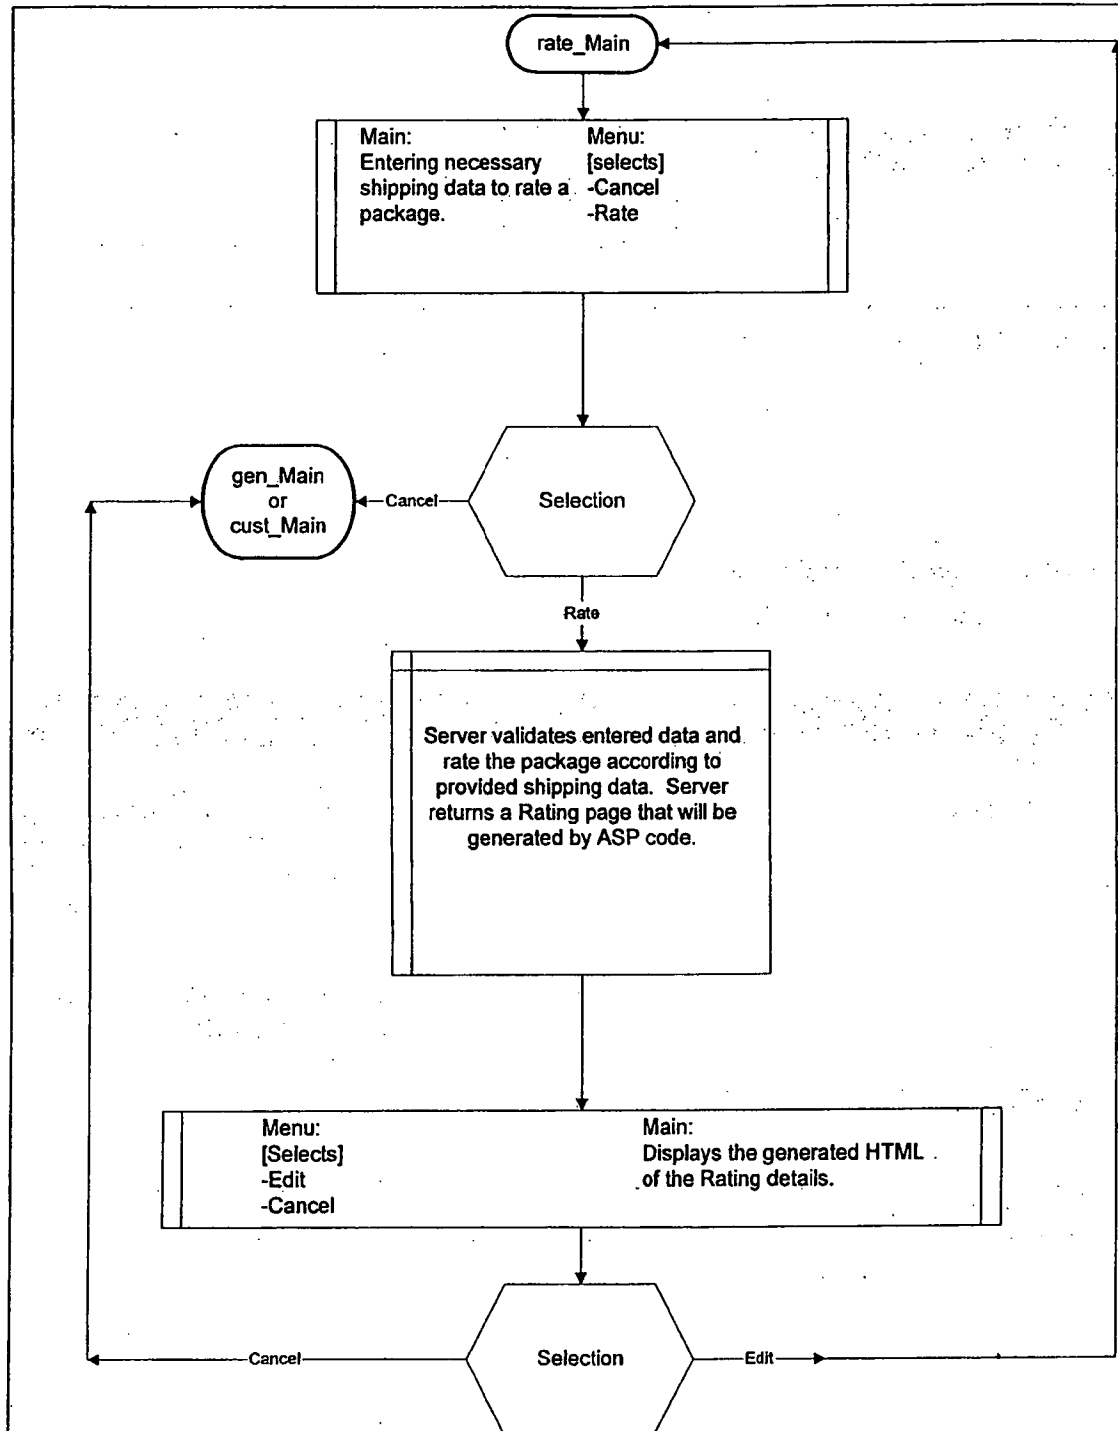 rate_Main
Main:
Entering necessary
shipping data to rate a
package.
Menu:
[selects]
-Cancel
-Rate
gen_Main
or
cust_Main
Cancel
Selection
Rate
Server validates entered data and
rate the package according to
provided shipping data. Server
returns a Rating page that will be
generated by ASP code.
Menu:
[Selects]
-Edit
-Cancel
Main:
Displays the generated HTML
of the Rating details.
Cancel
Selection
Edit